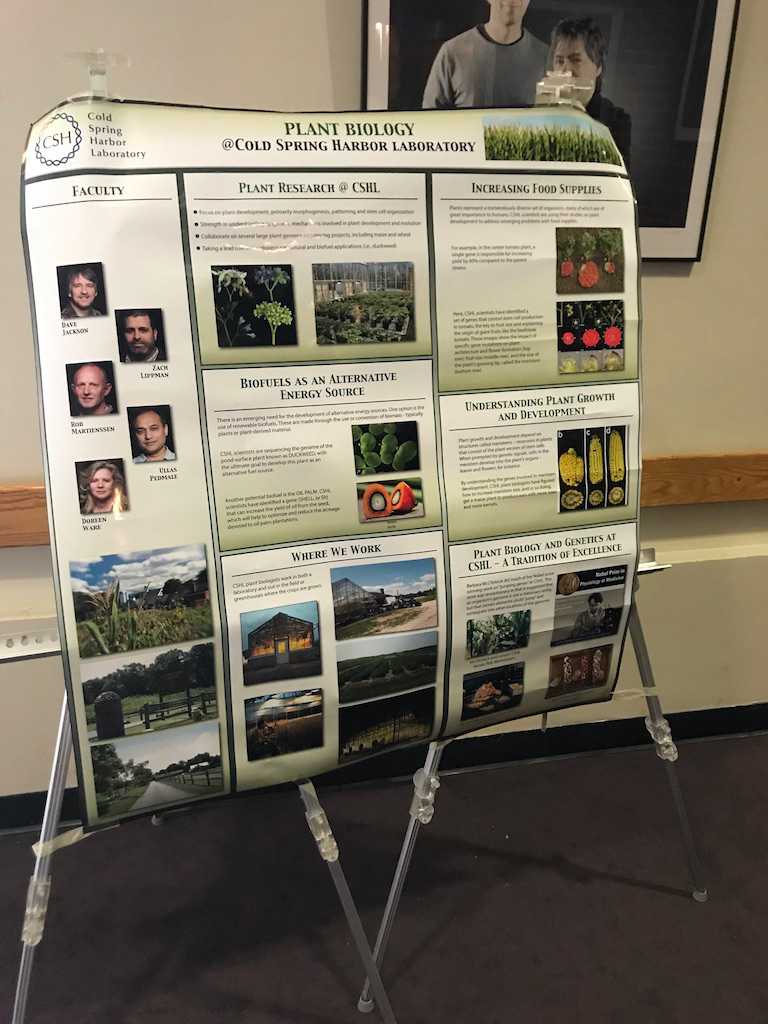 CSH
Cold
Spring
Harbor
Laboratory
PLANT BIOLOGY
@COLD SPRING HARBOR LABORATORY
FACULTY
DAVE
JACKSON
ZACH
LIPPMAN
ROB
MARTIENSSEN
ULLAS
PEDMALE
DOREEN
WARE
PLANT RESEARCH @ CSHL
Focus on plant development, primarily morphogenesis, patterning and stem cell organization
Strength in
mechanisms involved in plant development and evolution
Collaborate on several large plant genome sequencing projects, including maize and wheat
Taking a lead
and biofuel applications (i.e., duckweed)
BIOFUELS AS AN ALTERNATIVE
ENERGY SOURCE
There is an emerging need for the development of alternative energy sources. One option is the
use of renewable biofuels. These are made through the use or conversion of biomass - typically
plants or plant-derived material.
CSHL scientists are sequencing the genome of the
pond-surface plant known as DUCKWEED, with
the ultimate goal to develop this plant as an
alternative fuel source.
Another potential biofuel is the OIL PALM. CSHL
scientists have identified a gene (SHELL, or Sh)
that can increase the yield of oil from the seed,
which will help to optimize and reduce the acreage
devoted to oil palm plantations.
WHERE WE WORK
CSHL plant biologists work in both a
laboratory and out in the field or
greenhouses where the crops are grown.
INCREASING FOOD SUPPLIES
Plants represent a tremendously diverse set of organisms, many of which are of
great importance to humans. CSHL scientists are using their studies on plant
development to address emerging problems with food supplies.
For example, in the center tomato plant, a
single gene is responsible for increasing
yield by 60% compared to the parent
Here, CSHL scientists have identified a
set of genes that control stem cell production
in tomato, the key to fruit size and explaining
the origin of giant fruits like the beefsteak
tomato. These images show the impact of
specific gene mutations on plant
architecture and flower formation (top
row), fruit size (middle row), and the size of
the plant's growing tip, called the meristem
(bottom row).
UNDERSTANDING PLANT GROWTH
AND DEVELOPMENT
Plant growth and development depend on
structures called meristems - reservoirs in plants
that consist of the plant version of stem cells.
When prompted by genetic signals, cells in the
meristem develop into the plant's organs -
leaves and flowers, for instance.
By understanding the genes involved in meristem
development, CSHL plant biologists have figured
out how to increase meristem size, and in so doing,
get a maize plant
and more kernels.
b
c
d
PLANT BIOLOGY AND GENETICS AT
CSHL – A TRADITION OF EXCELLENCE
Barbara McClintock did much of her Nobel prize
winning work on "jumping genes" at CSHL.
Nobel Prize in
Physiology or Medicine